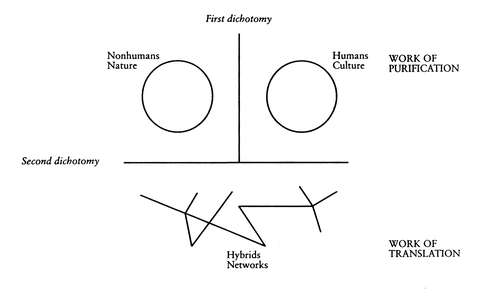 First dichotomy
Nonhumans
Nature
Humans
Culture
WORK OF
PURIFICATION
Second dichotomy
Hybrids
Networks
WORK OF
TRANSLATION